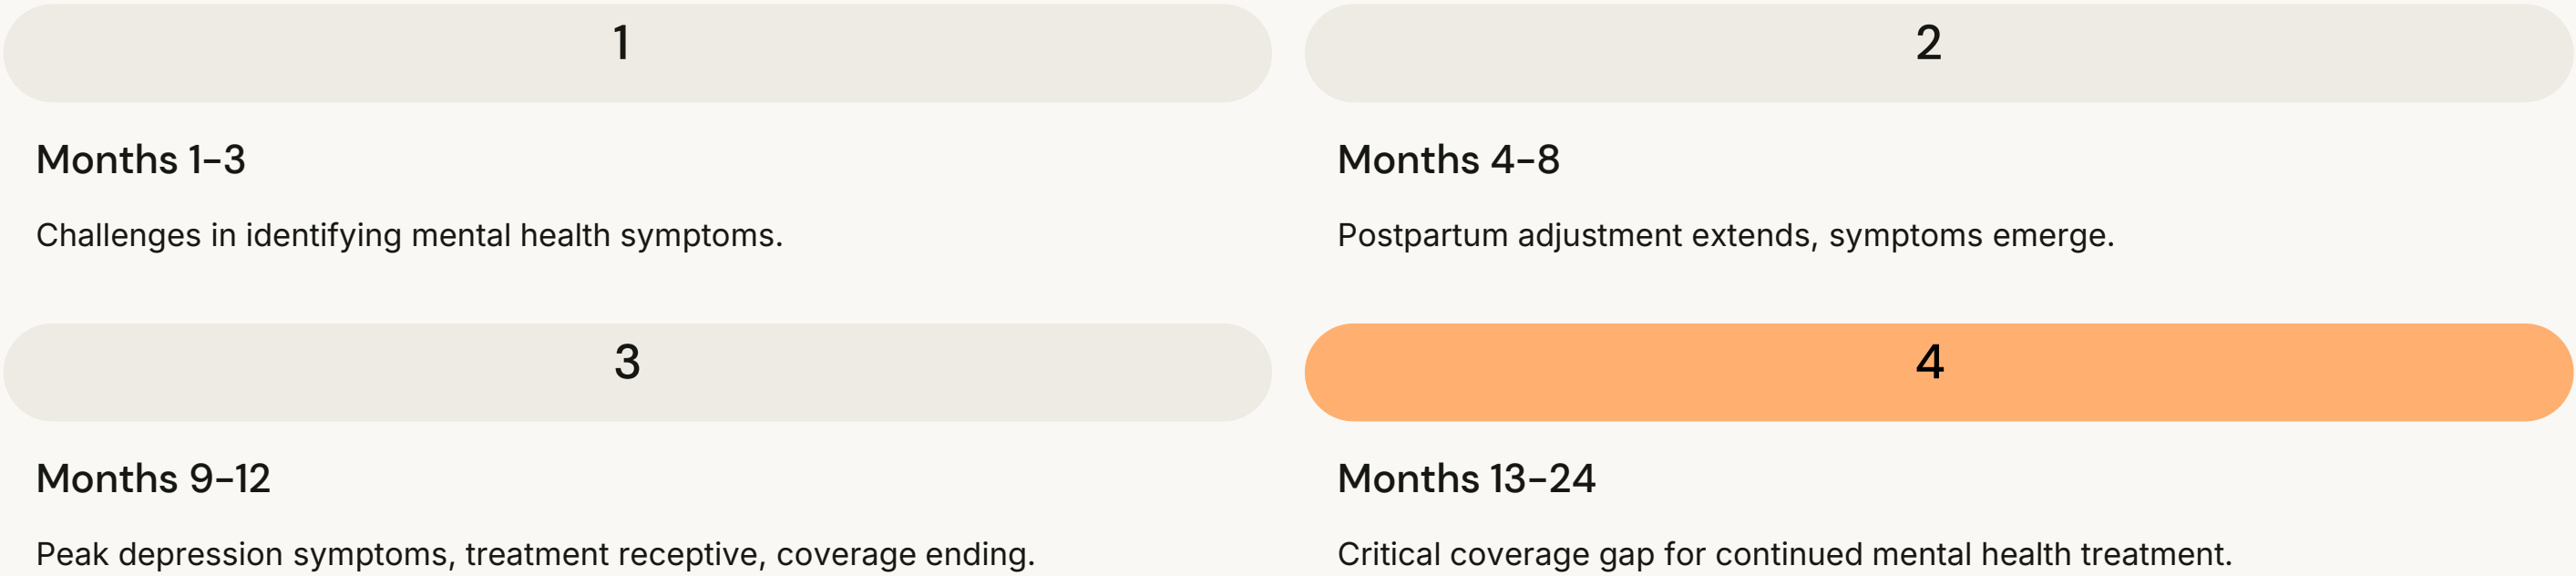 1
Months 1–3
Challenges in identifying mental health symptoms.
2
Months 4–8
Postpartum adjustment extends, symptoms emerge.
3
Months 9–12
Peak depression symptoms, treatment receptive, coverage ending.
4
Months 13–24
Critical coverage gap for continued mental health treatment.